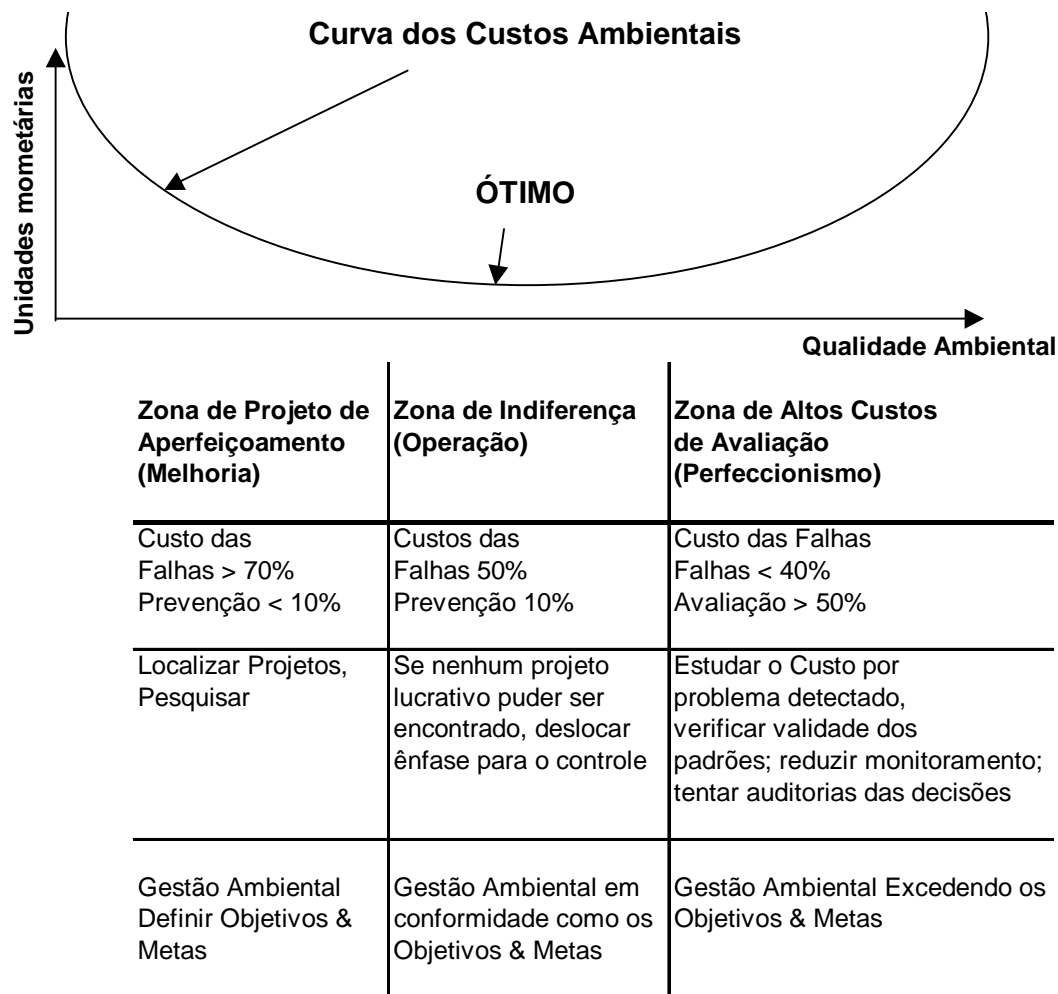 Curva dos Custos Ambientais
Unidades mometárias
ÓTIMO
Qualidade Ambiental
Zona de Projeto de
Aperfeiçoamento
(Melhoria)
Zona de Indiferença
(Operação)
Zona de Altos Custos
de Avaliação
(Perfeccionismo)
Custo das
Falhas > 70%
Prevenção < 10%
Custos das
Falhas 50%
Prevenção 10%
Custo das Falhas
Falhas < 40%
Avaliação > 50%
Localizar Projetos,
Pesquisar
Se nenhum projeto
lucrativo puder ser
encontrado, deslocar
ênfase para o controle
Estudar o Custo por
problema detectado,
verificar validade dos
padrões; reduzir monitoramento;
tentar auditorias das decisões
Gestão Ambiental
Definir Objetivos &
Metas
Gestão Ambiental em
conformidade como os
Objetivos & Metas
Gestão Ambiental Excedendo os
Objetivos & Metas